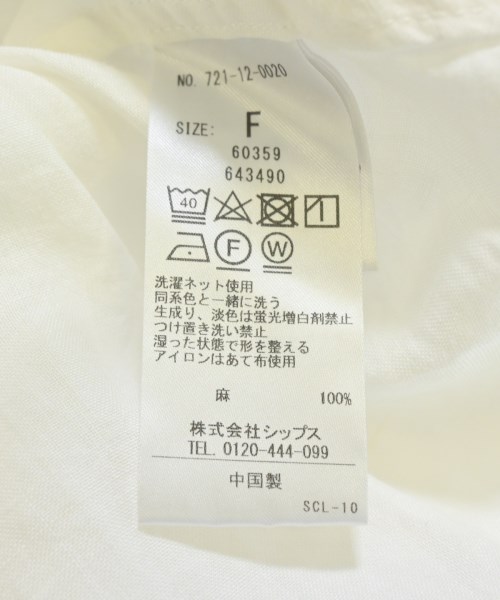 NO. 721-12-0020
SIZE: F
60359
643490
40
F W
洗濯ネット使用
同系色と一緒に洗う
生成り、淡色は蛍光増白剤禁止
つけ置き洗い禁止
湿った状態で形を整える
アイロンはあて布使用
麻 100%
株式会社シップス
TEL. 0120-444-099
中国製
SCL-10